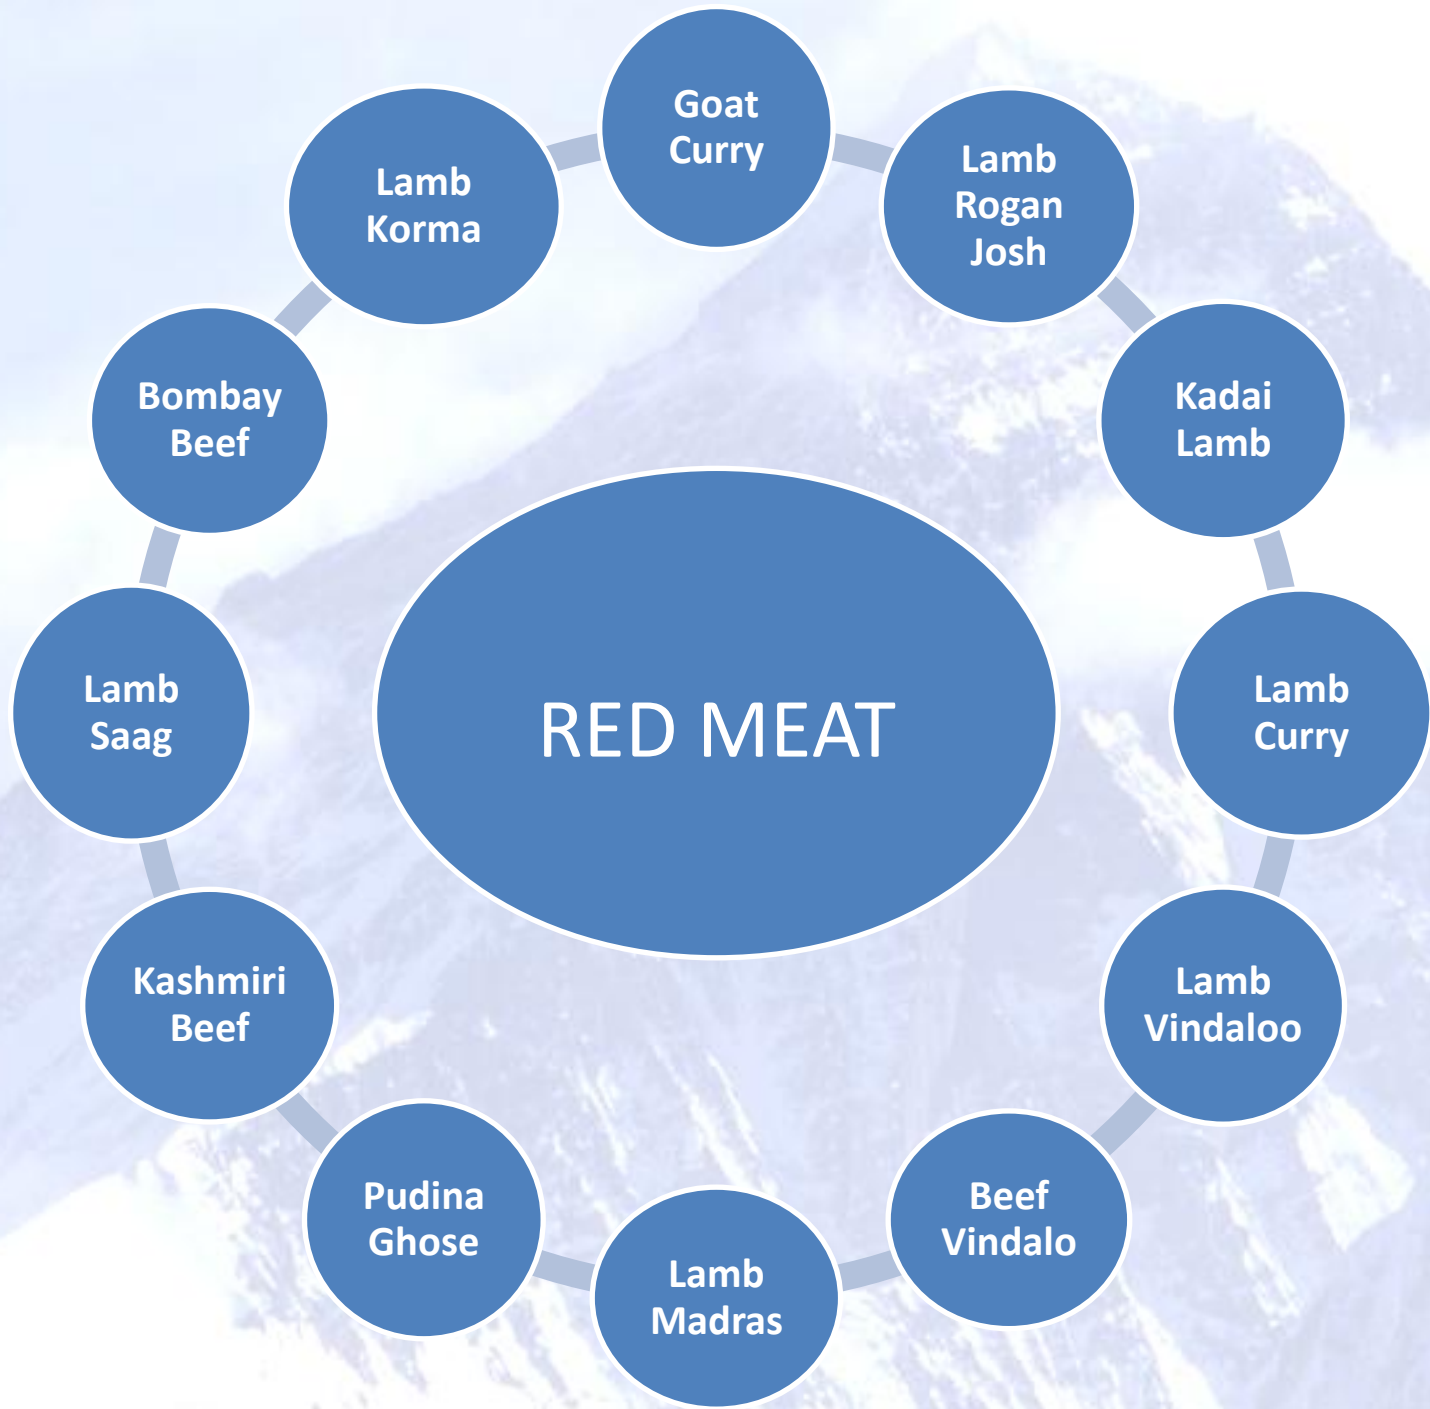 Goat
Curry
Lamb
Rogan
Josh
Kadai
Lamb
Lamb
Curry
Lamb
Vindaloo
Beef
Vindalo
Lamb
Madras
Pudina
Ghose
Kashmiri
Beef
Lamb
Saag
Bombay
Beef
Lamb
Korma
RED MEAT